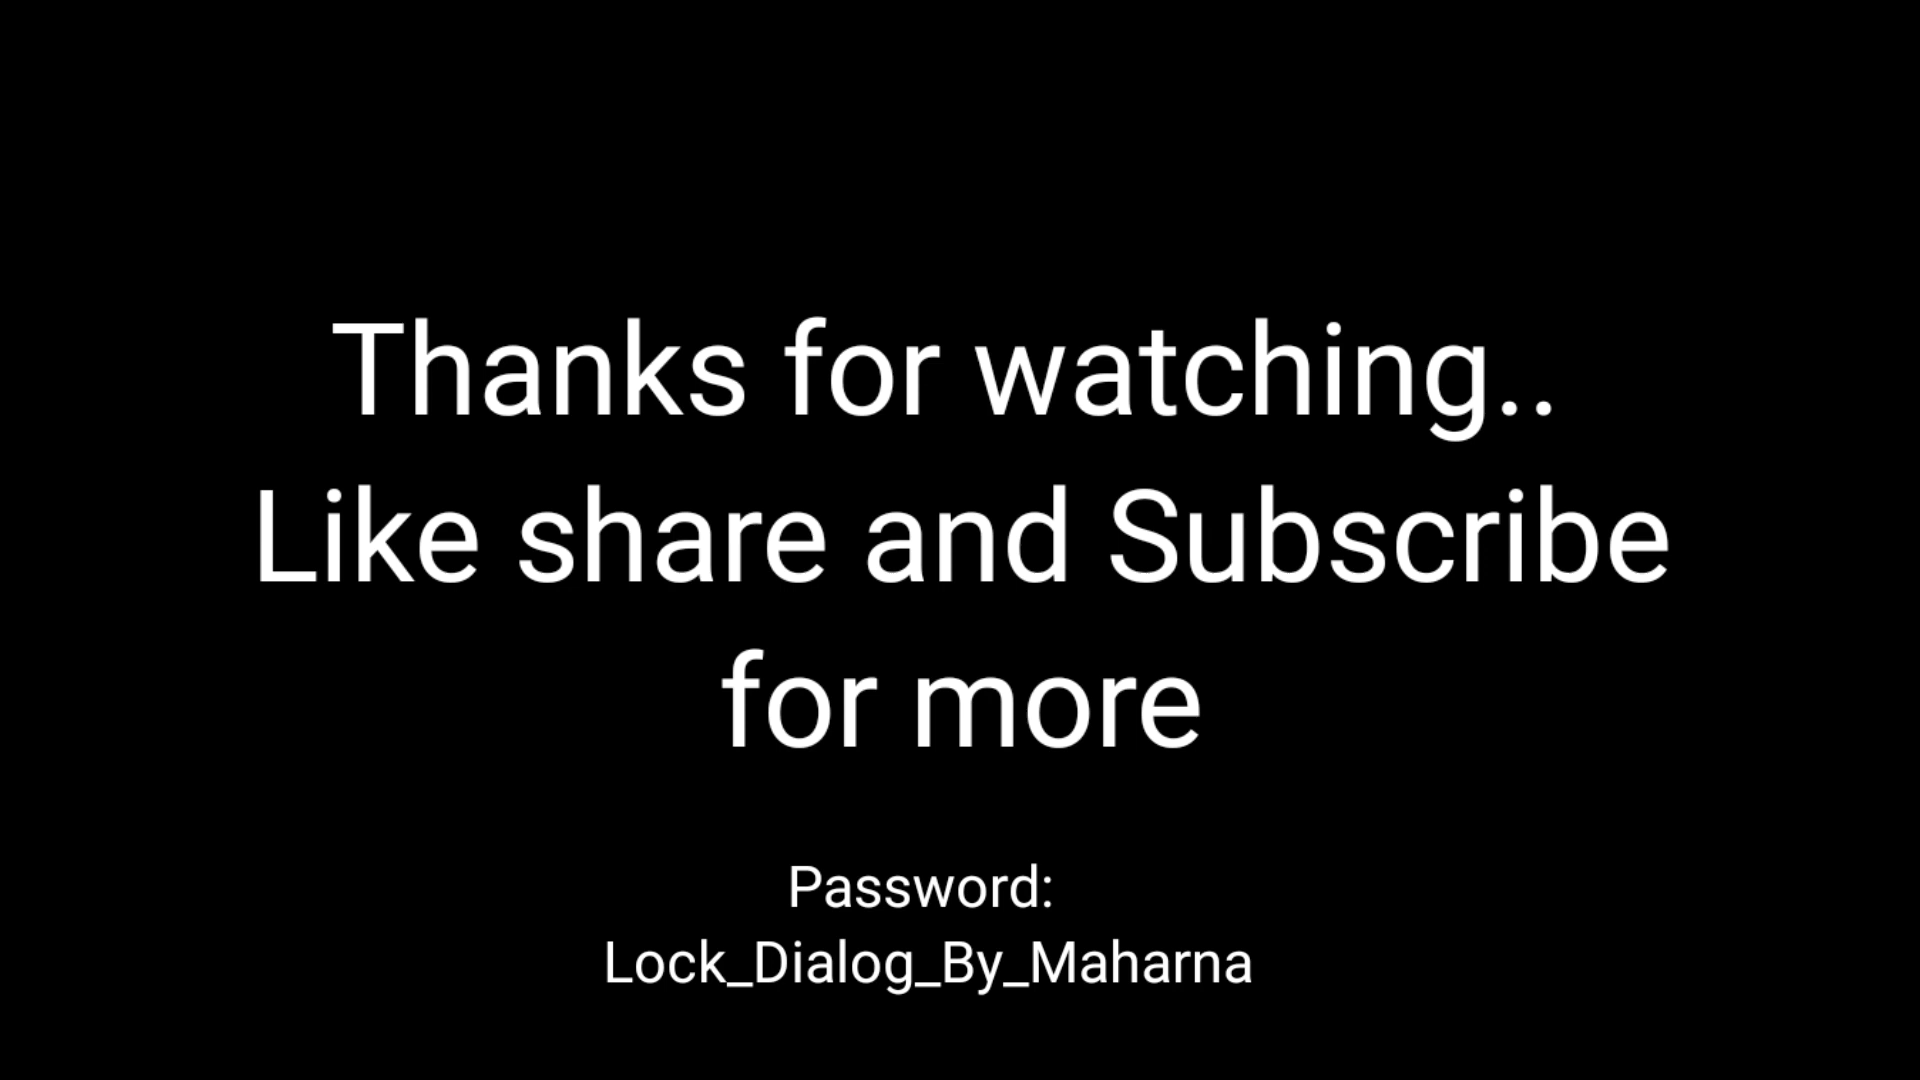 Thanks for watching..
Like share and Subscribe
for more
Password:
Lock_Dialog_By_Maharna